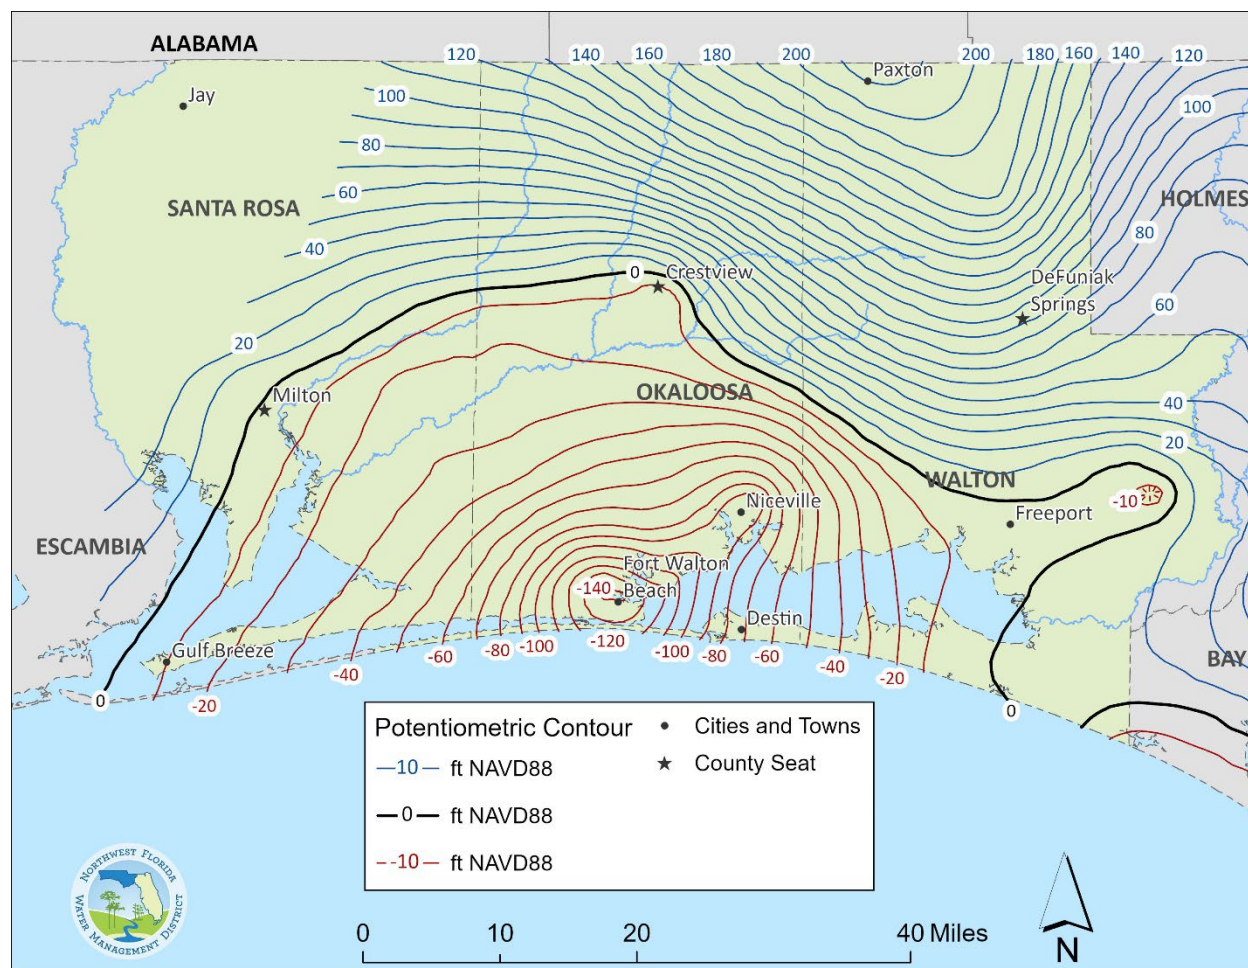 ALABAMA
120
140
160
180
200
200
180
160
140
120
Paxton
Jay
100
100
80
60
SANTA ROSA
HOLMES
40
80
0
Crestview
DeFuniak
Springs
60
20
Milton
OKALOOSA
40
20
WALTON
-10
Niceville
Freeport
ESCAMBIA
Fort Walton
Beach
-140
Destin
Gulf Breeze
-120
-100
-80
-60
-40
-20
0
-100
-80
-60
-40
-20
0
BAY
Potentiometric Contour
10 ft NAVD88
0 ft NAVD88
-10 ft NAVD88
Cities and Towns
County Seat
NORTHWEST FLORIDA
WATER MANAGEMENT DISTRICT
0 10 20 40 Miles
N